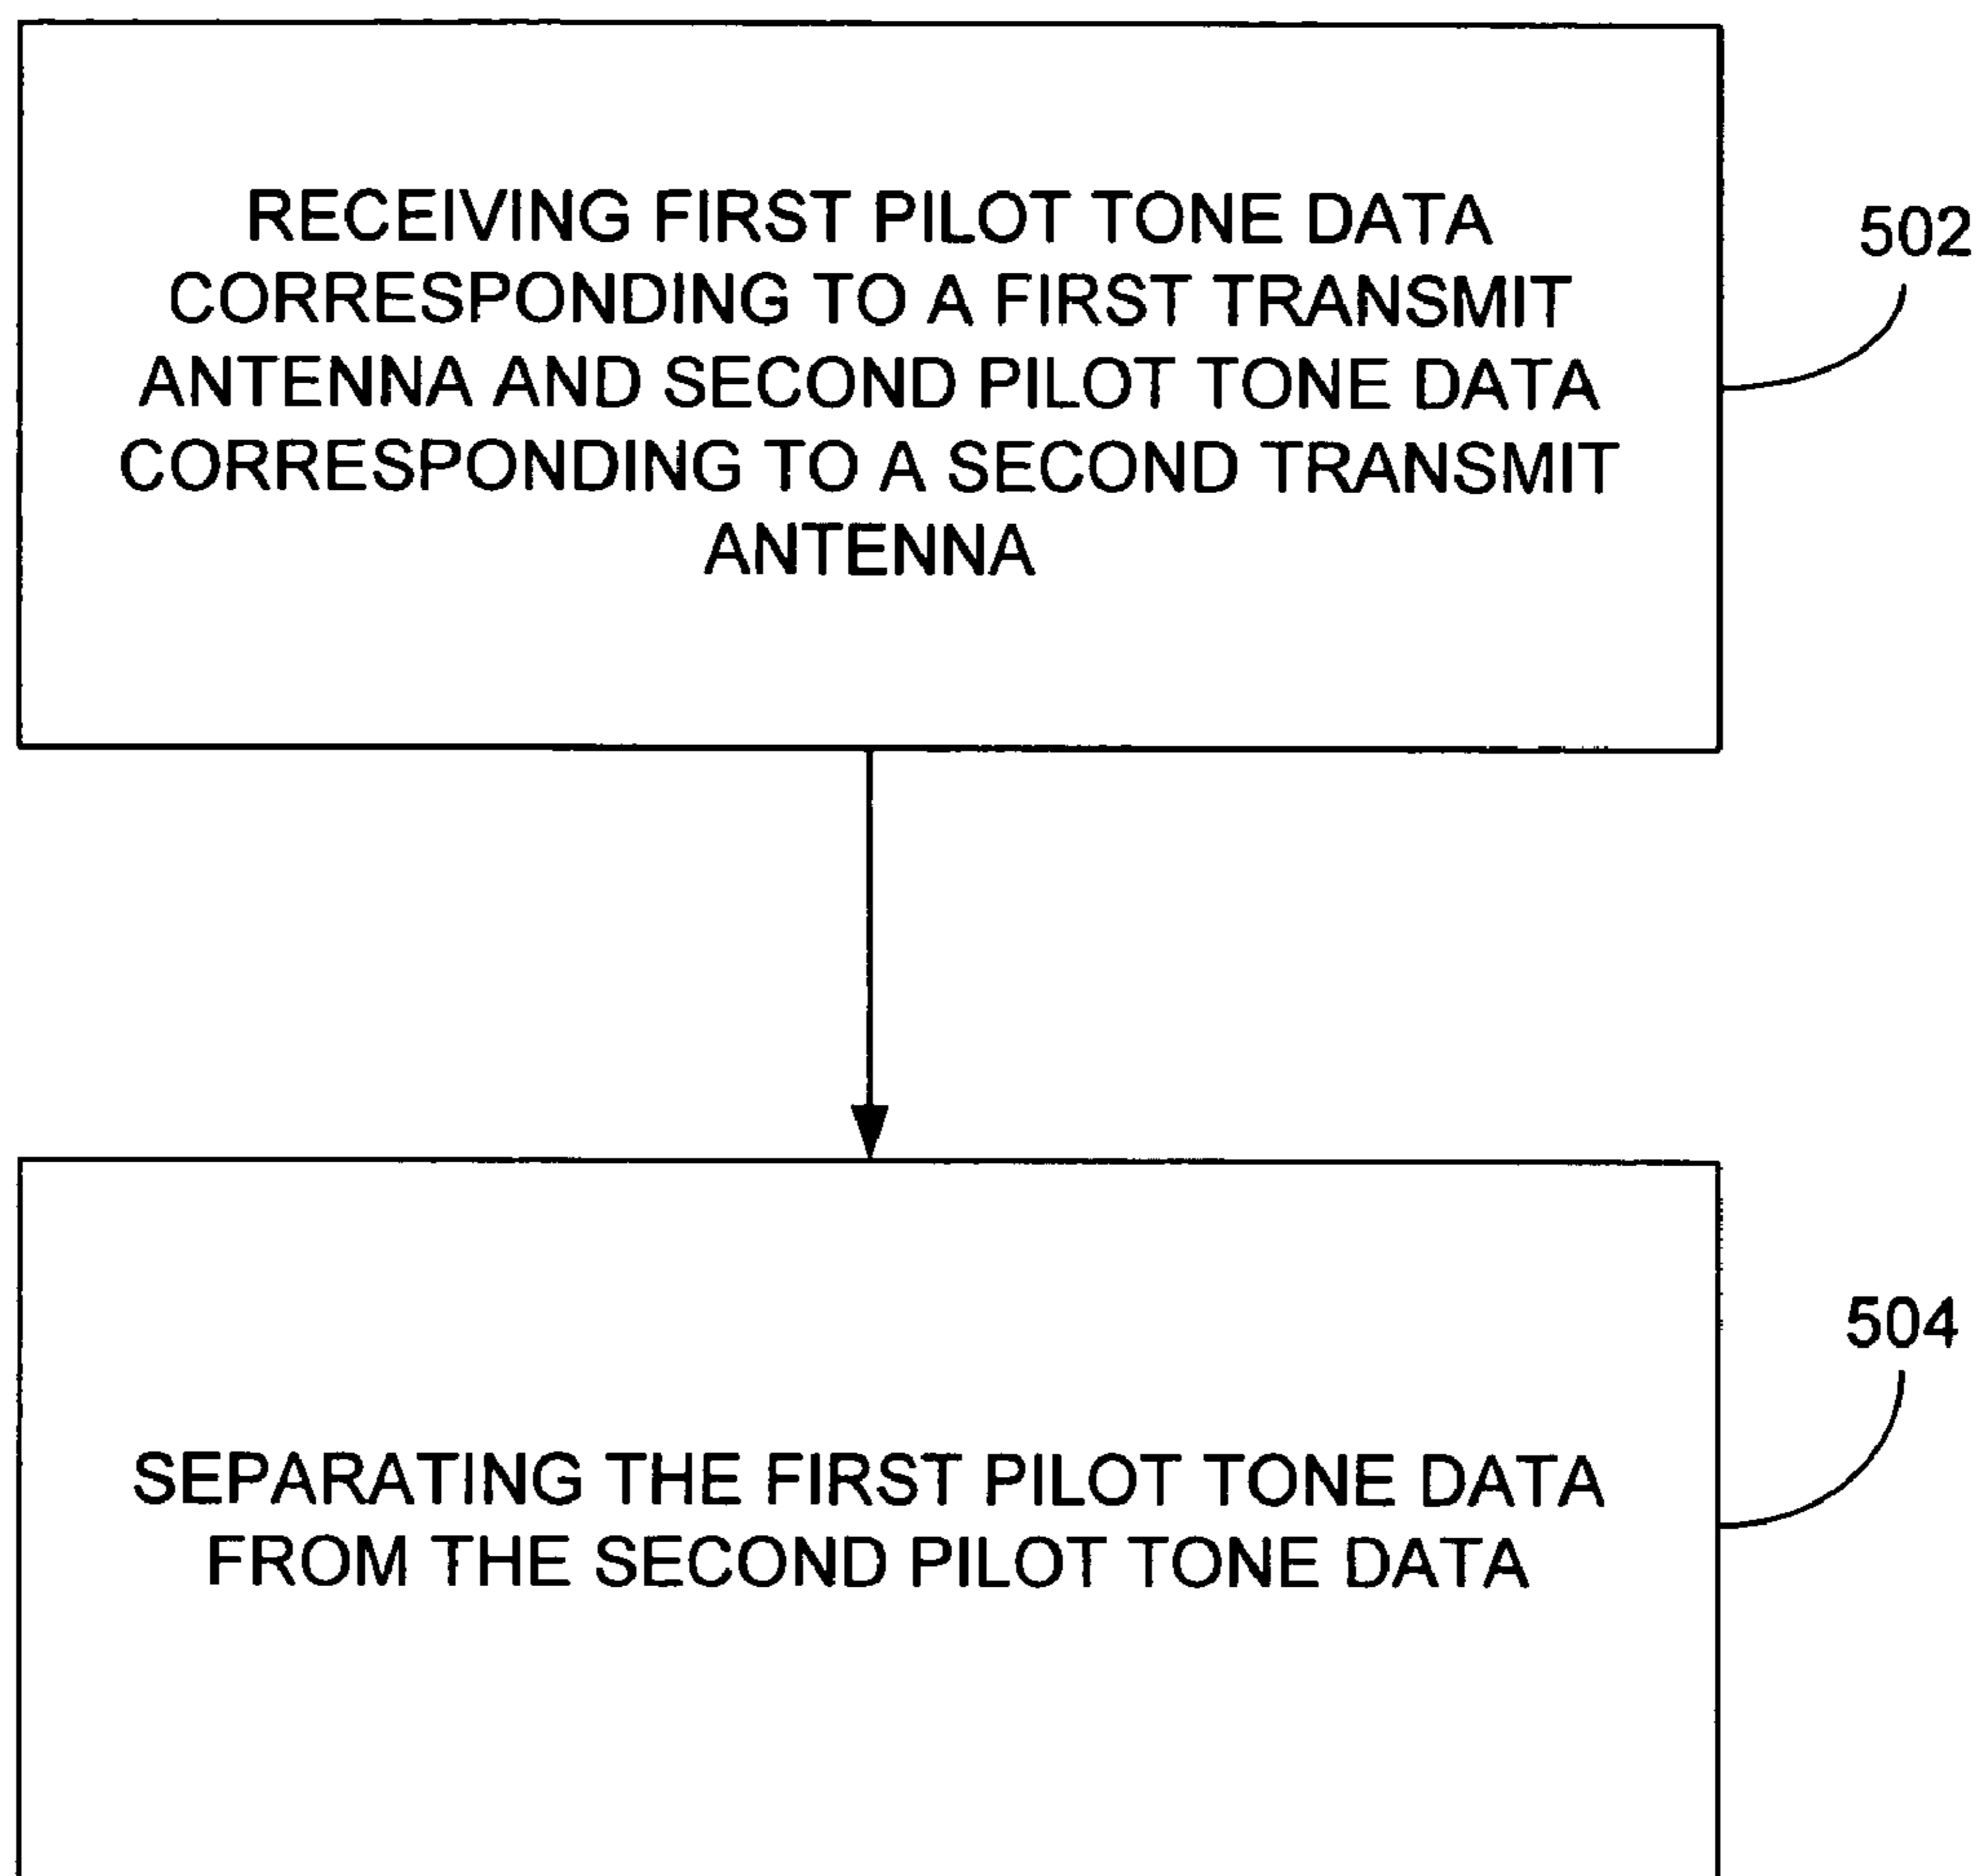 RECEIVING FIRST PILOT TONE DATA
CORRESPONDING TO A FIRST TRANSMIT
ANTENNA AND SECOND PILOT TONE DATA
CORRESPONDING TO A SECOND TRANSMIT
ANTENNA
502
504
SEPARATING THE FIRST PILOT TONE DATA
FROM THE SECOND PILOT TONE DATA